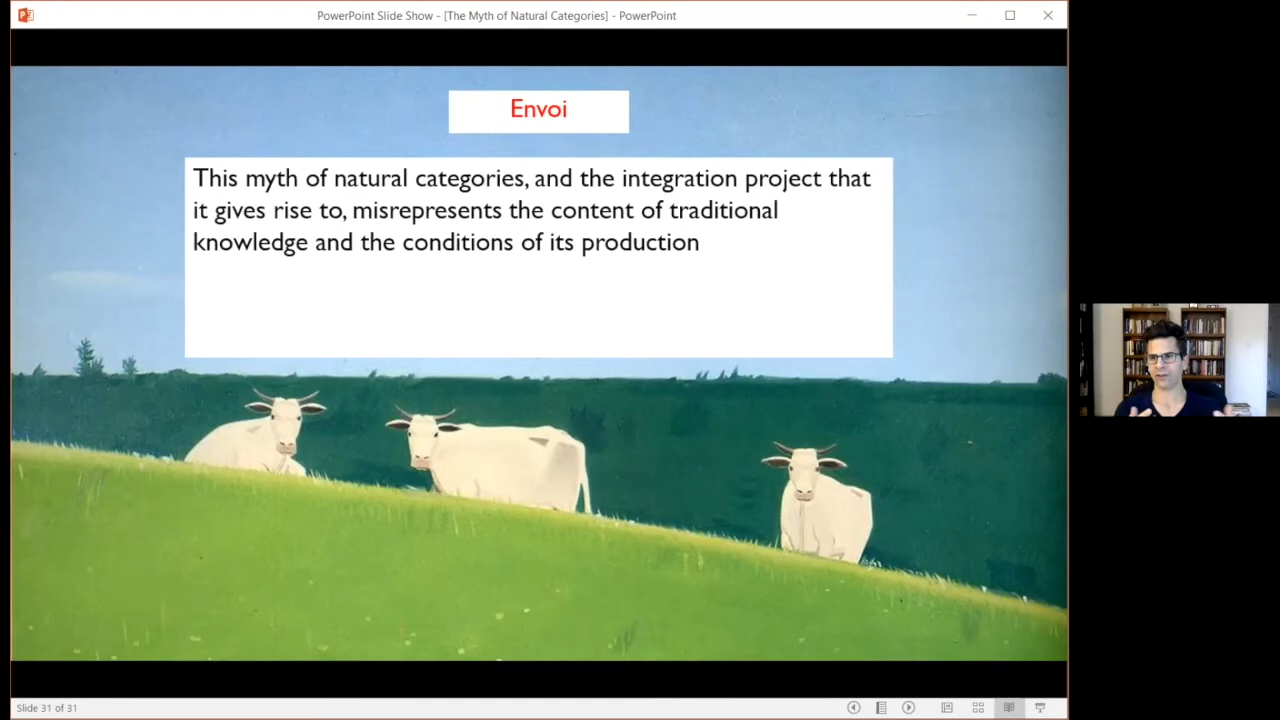 PowerPoint Slide Show - [The Myth of Natural Categories] - PowerPoint
Envoi
This myth of natural categories, and the integration project that
it gives rise to, misrepresents the content of traditional
knowledge and the conditions of its production
Slide 31 of 31